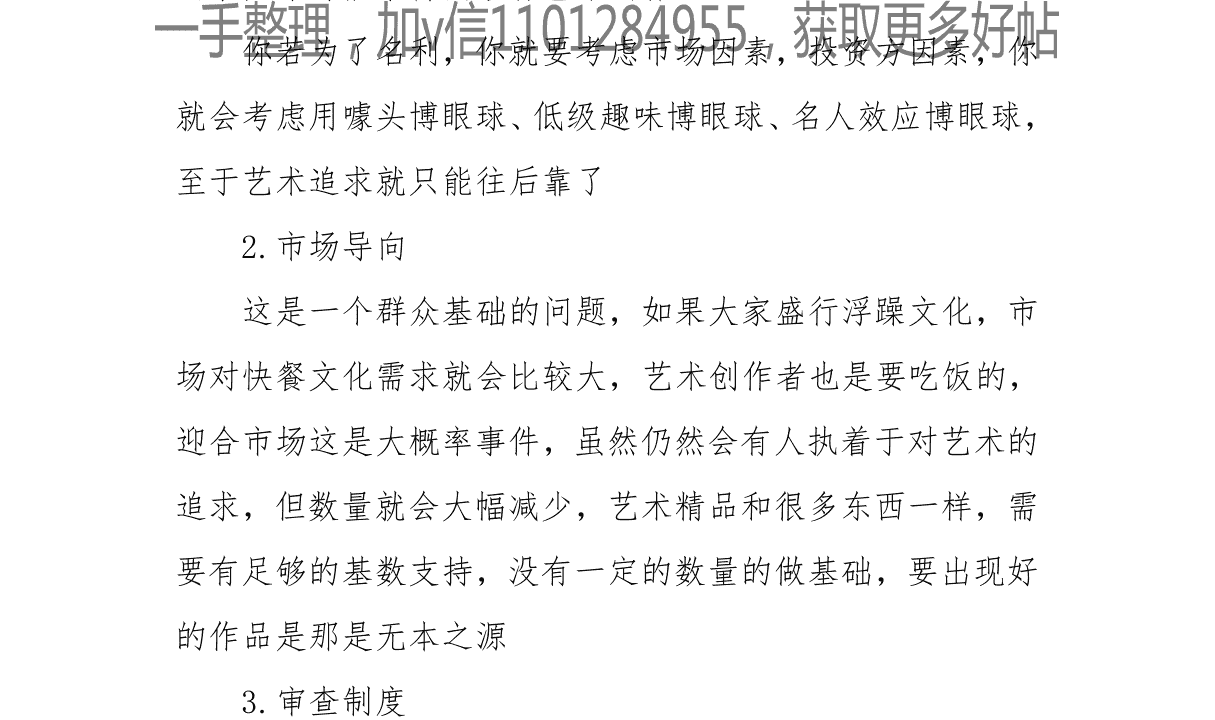 一手整理，加v信1101284955，获取更多好帖
你若为了名利，你就要考虑市场因素，投资方因素，你
就会考虑用噱头博眼球、低级趣味博眼球、名人效应博眼球，
至于艺术追求就只能往后靠了
2.市场导向
这是一个群众基础的问题，如果大家盛行浮躁文化，市
场对快餐文化需求就会比较大，艺术创作者也是要吃饭的，
迎合市场这是大概率事件，虽然仍然会有人执着于对艺术的
追求，但数量就会大幅减少，艺术精品和很多东西一样，需
要有足够的基数支持，没有一定的数量的做基础，要出现好
的作品是那是无本之源
3.审查制度